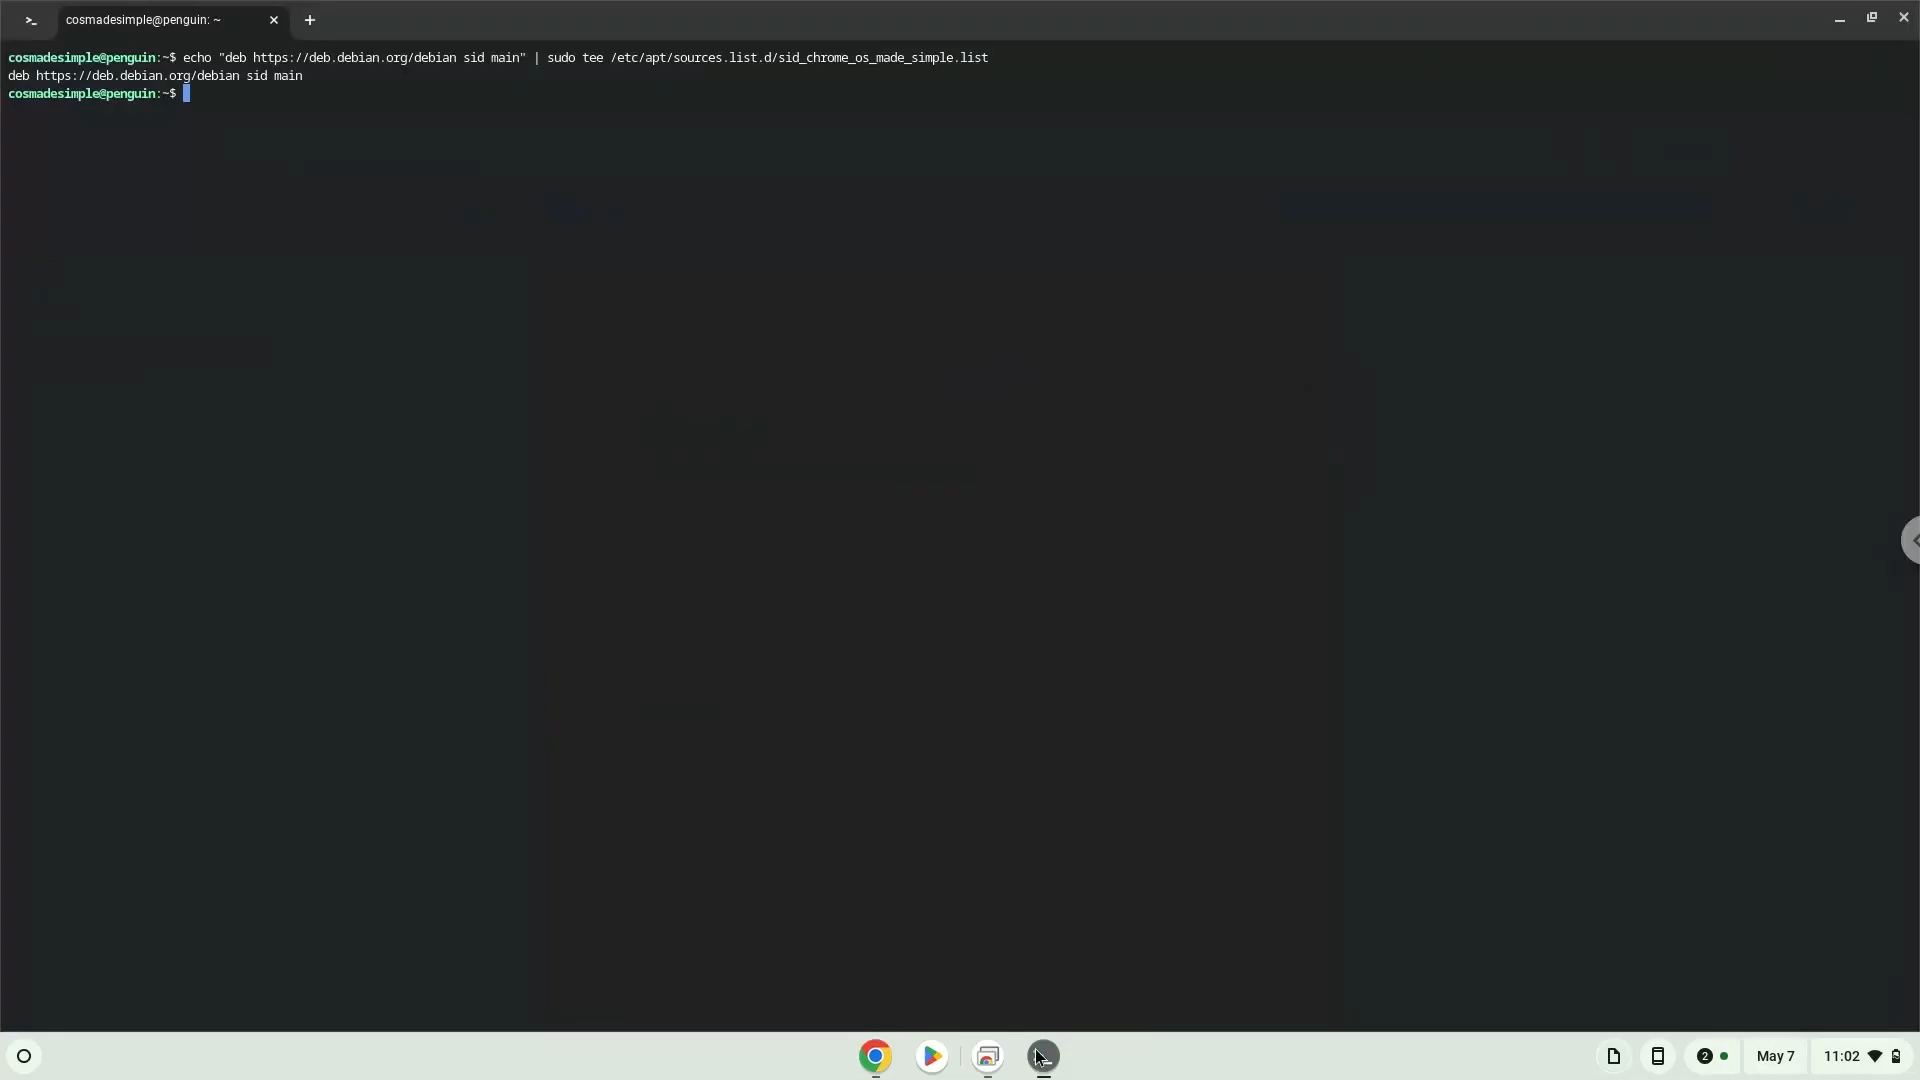 cosmadesimple@penguin: ~
cosmadesimple@penguin:~$ echo "deb https://deb.debian.org/debian sid main" | sudo tee /etc/apt/sources.list.d/sid_chrome_os_made_simple.list
deb https://deb.debian.org/debian sid main
cosmadesimple@penguin:~$
2
May 7
11:02